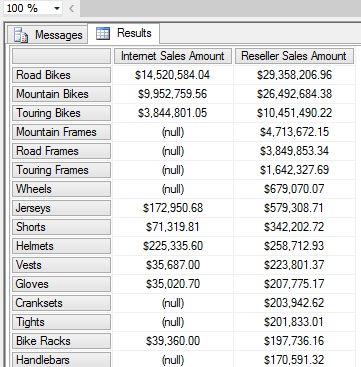 100 %
Messages Results
Internet Sales Amount Reseller Sales Amount
Road Bikes $14,520,584.04 $29,358,206.96
Mountain Bikes $9,952,759.56 $26,492,684.38
Touring Bikes $3,844,801.05 $10,451,490.22
Mountain Frames (null) $4,713,672.15
Road Frames (null) $3,849,853.34
Touring Frames (null) $1,642,327.69
Wheels (null) $679,070.07
Jerseys $172,950.68 $579,308.71
Shorts $71,319.81 $342,202.72
Helmets $225,335.60 $258,712.93
Vests $35,687.00 $223,801.37
Gloves $35,020.70 $207,775.17
Cranksets (null) $203,942.62
Tights (null) $201,833.01
Bike Racks $39,360.00 $197,736.16
Handlebars (null) $170,591.32